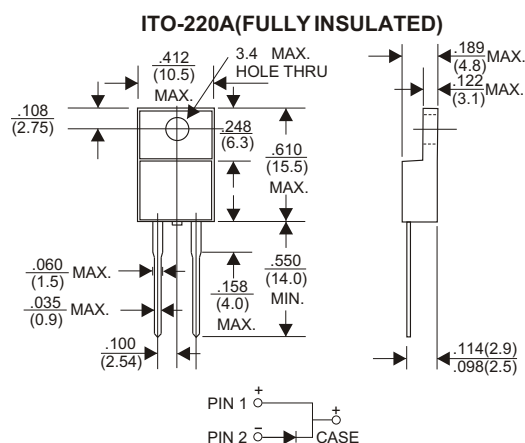 ITO-220A(FULLY INSULATED)
.412
(10.5)
MAX.
3.4 MAX.
HOLE THRU
.189
(4.8)
MAX.
.122
(3.1)
MAX.
.108
(2.75)
.248
(6.3)
.610
(15.5)
MAX.
.060
(1.5)
MAX.
.035
(0.9)
MAX.
.158
(4.0)
MAX.
.550
(14.0)
MIN.
.100
(2.54)
.114(2.9)
.098(2.5)
PIN 1 +
+
PIN 2 - CASE